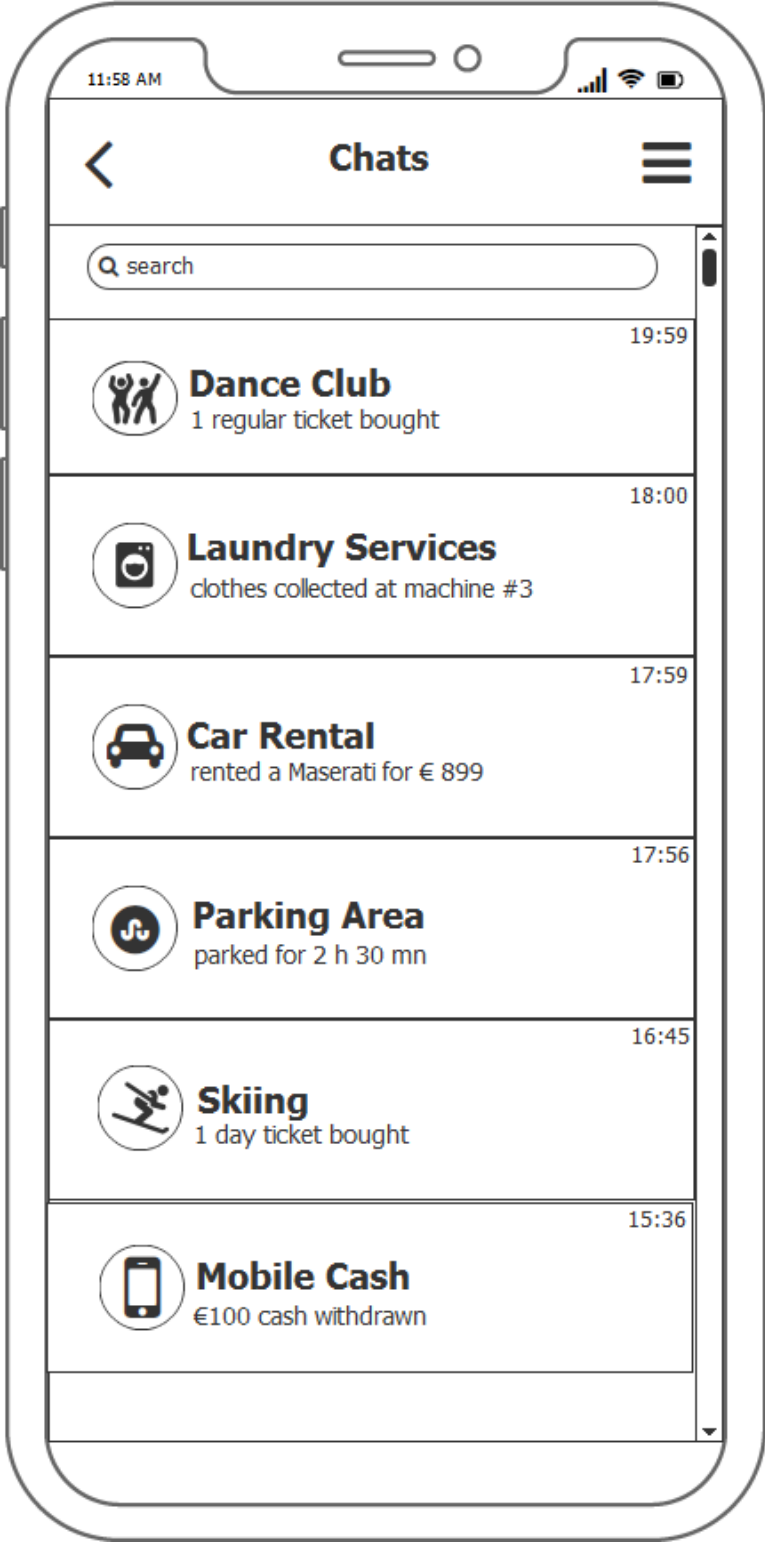 11:58 AM
Chats
search
19:59
Dance Club
1 regular ticket bought
18:00
Laundry Services
clothes collected at machine #3
17:59
Car Rental
rented a Maserati for € 899
17:56
Parking Area
parked for 2 h 30 mn
16:45
Skiing
1 day ticket bought
15:36
Mobile Cash
€100 cash withdrawn